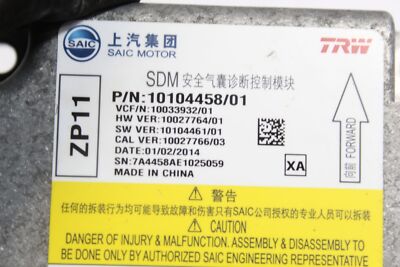 上汽集团
SAIC
SAIC MOTOR
TRW
SDM 安全气囊诊断控制模块
P/N:10104458/01
VCF/N:1003932/01
HW VER:10027764/01
SW VER:10104461/01
CAL VER:10027766/03
DATE:01/02/2014
SN:7A4458AE1025059
MADE IN CHINA
ZP11
XA
向前 FORWARD
警告
任何的拆装行为均可能导致故障和伤害只有SAIC公司授权的专业人员可以拆装
DANGER OF INJURY & MALFUNCTION. ASSEMBLY & DISASSEMBLY TO
BE DONE ONLY BY AUTHORIZED SAIC ENGINEERING REPRESENTATIVE